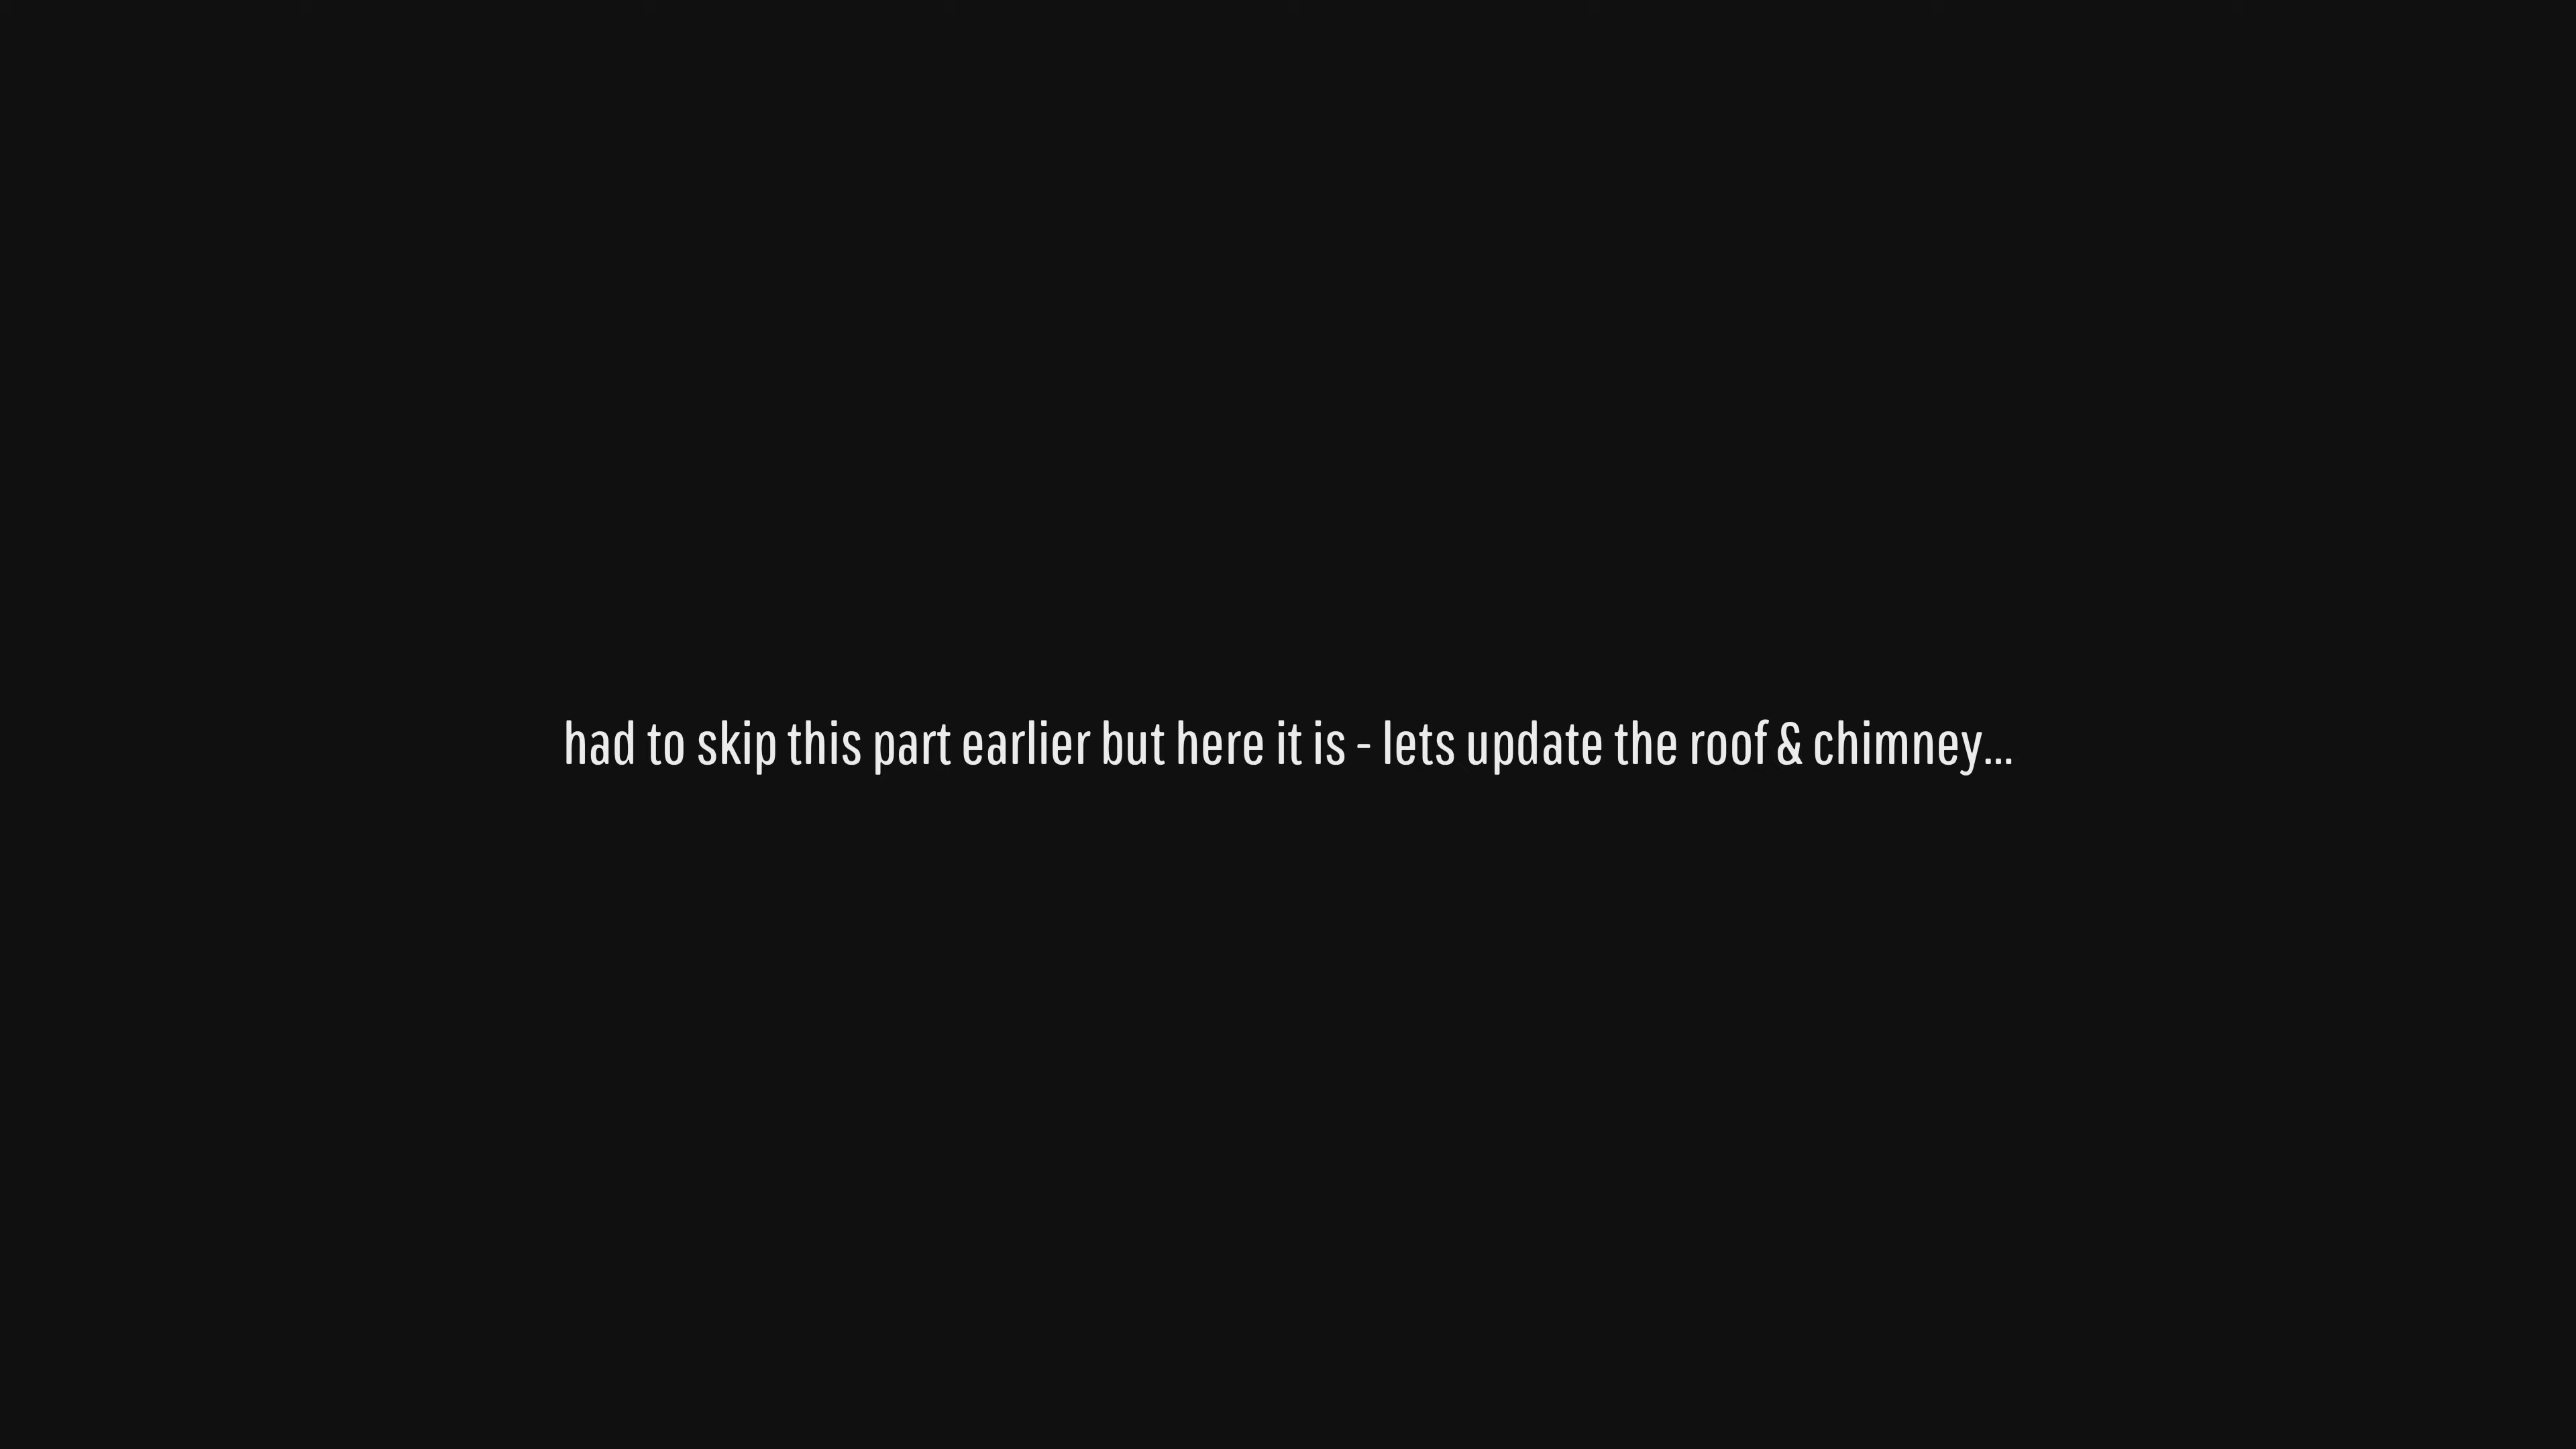 had to skip this part earlier but here it is - lets update the roof & chimney...